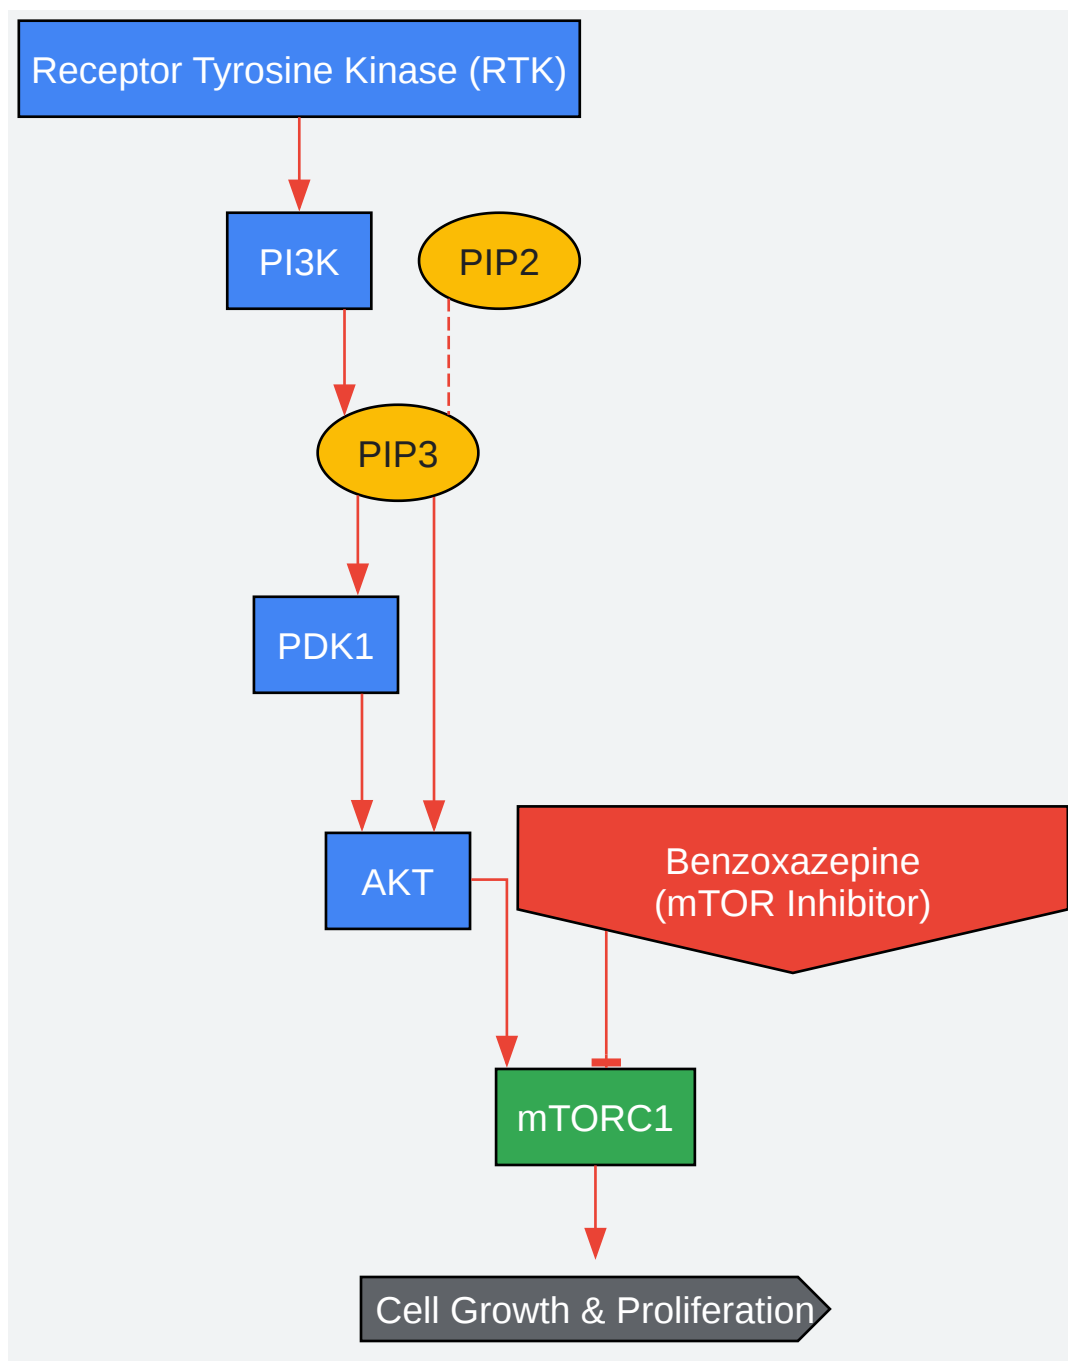 Receptor Tyrosine Kinase (RTK)
PI3K
PIP2
PIP3
PDK1
AKT
Benzoxazepine
(mTOR Inhibitor)
mTORC1
Cell Growth & Proliferation